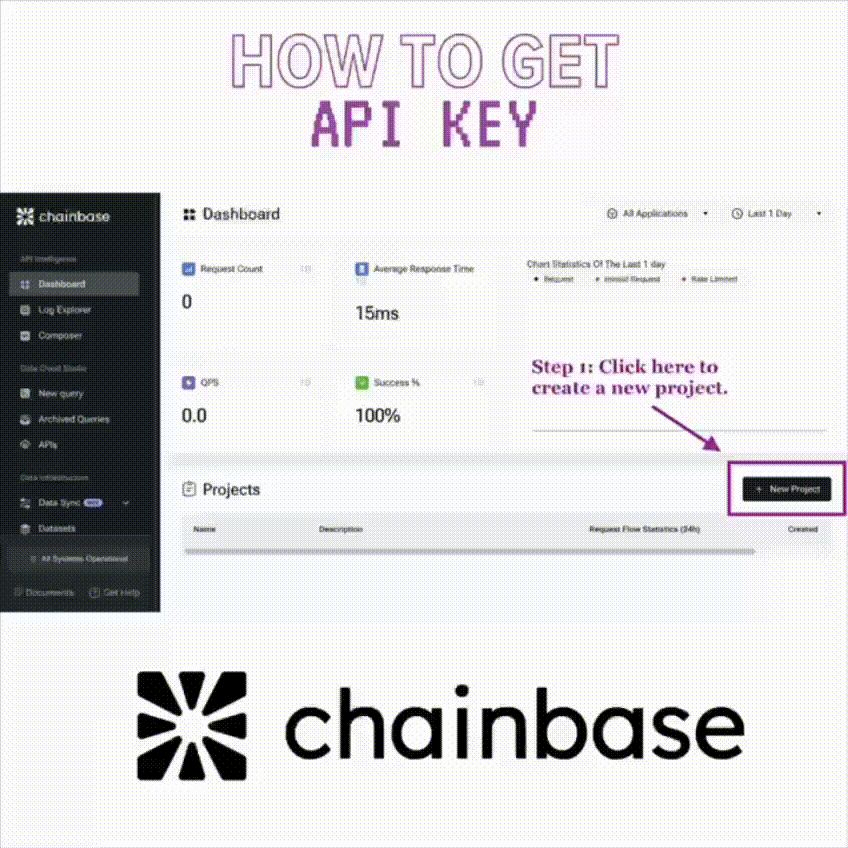 HOW TO GET
API KEY
chainbase
API Intelligence
Dashboard
Log Explorer
Composer
Data Cloud Studio
New query
Archived Queries
APIs
Data Infrastructure
Data Sync
Datasets
All Systems Operational
Documents
Get Help
Dashboard
All Applications
Last 1 Day
Request Count
0
Average Response Time
15ms
Chart Statistics Of The Last 1 day
Request
Invalid Request
Rate Limited
QPS
0.0
Success %
100%
Step 1: Click here to
create a new project.
Projects
+ New Project
Name
Description
Request Flow Statistics (24h)
Created
chainbase